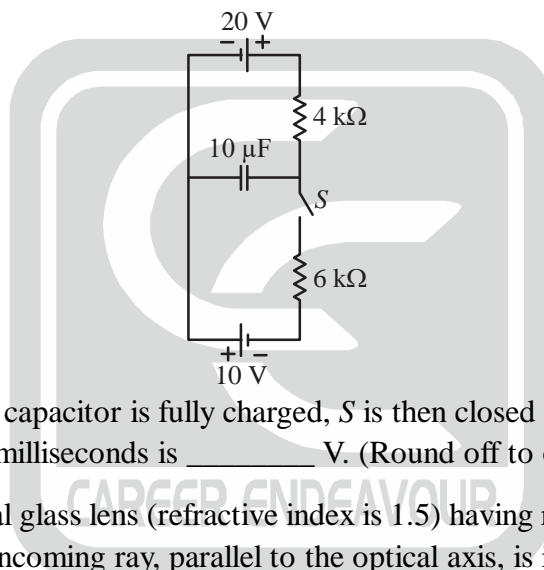 20 V
− +
4 kΩ
10 µF
S
6 kΩ
+ −
10 V
capacitor is fully charged, S is then closed
milliseconds is ________ V. (Round off to
CAREER ENDEAVOUR
al glass lens (refractive index is 1.5) having
ncoming ray, parallel to the optical axis, is